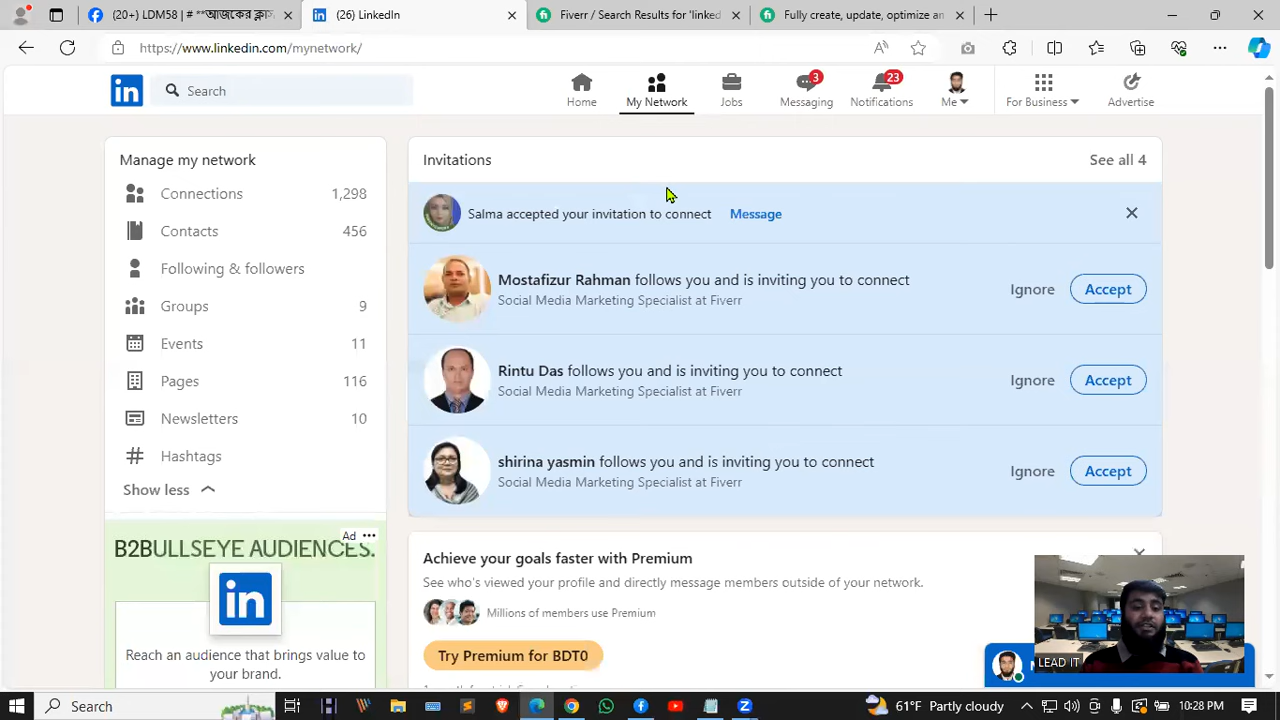 (20+) LDM58 | # **আজকের ক্লাস
(26) LinkedIn
Fiverr / Search Results for 'linked
Fully create, update, optimize an
https://www.linkedin.com/mynetwork/
in
Search
Home
My Network
Jobs
3
Messaging
23
Notifications
Me
For Business
Advertise
Manage my network
Connections 1,298
Contacts 456
Following & followers
Groups 9
Events 11
Pages 116
Newsletters 10
Hashtags
Show less
Ad
B2BULLSEYE AUDIENCES.
in
Reach an audience that brings value to
your brand.
Invitations
See all 4
Salma accepted your invitation to connect Message
Mostafizur Rahman follows you and is inviting you to connect
Social Media Marketing Specialist at Fiverr
Ignore Accept
Rintu Das follows you and is inviting you to connect
Social Media Marketing Specialist at Fiverr
Ignore Accept
shirina yasmin follows you and is inviting you to connect
Social Media Marketing Specialist at Fiverr
Ignore Accept
Achieve your goals faster with Premium
See who's viewed your profile and directly message members outside of your network.
Millions of members use Premium
Try Premium for BDT0
LEAD IT
Search
61°F Partly cloudy
10:28 PM